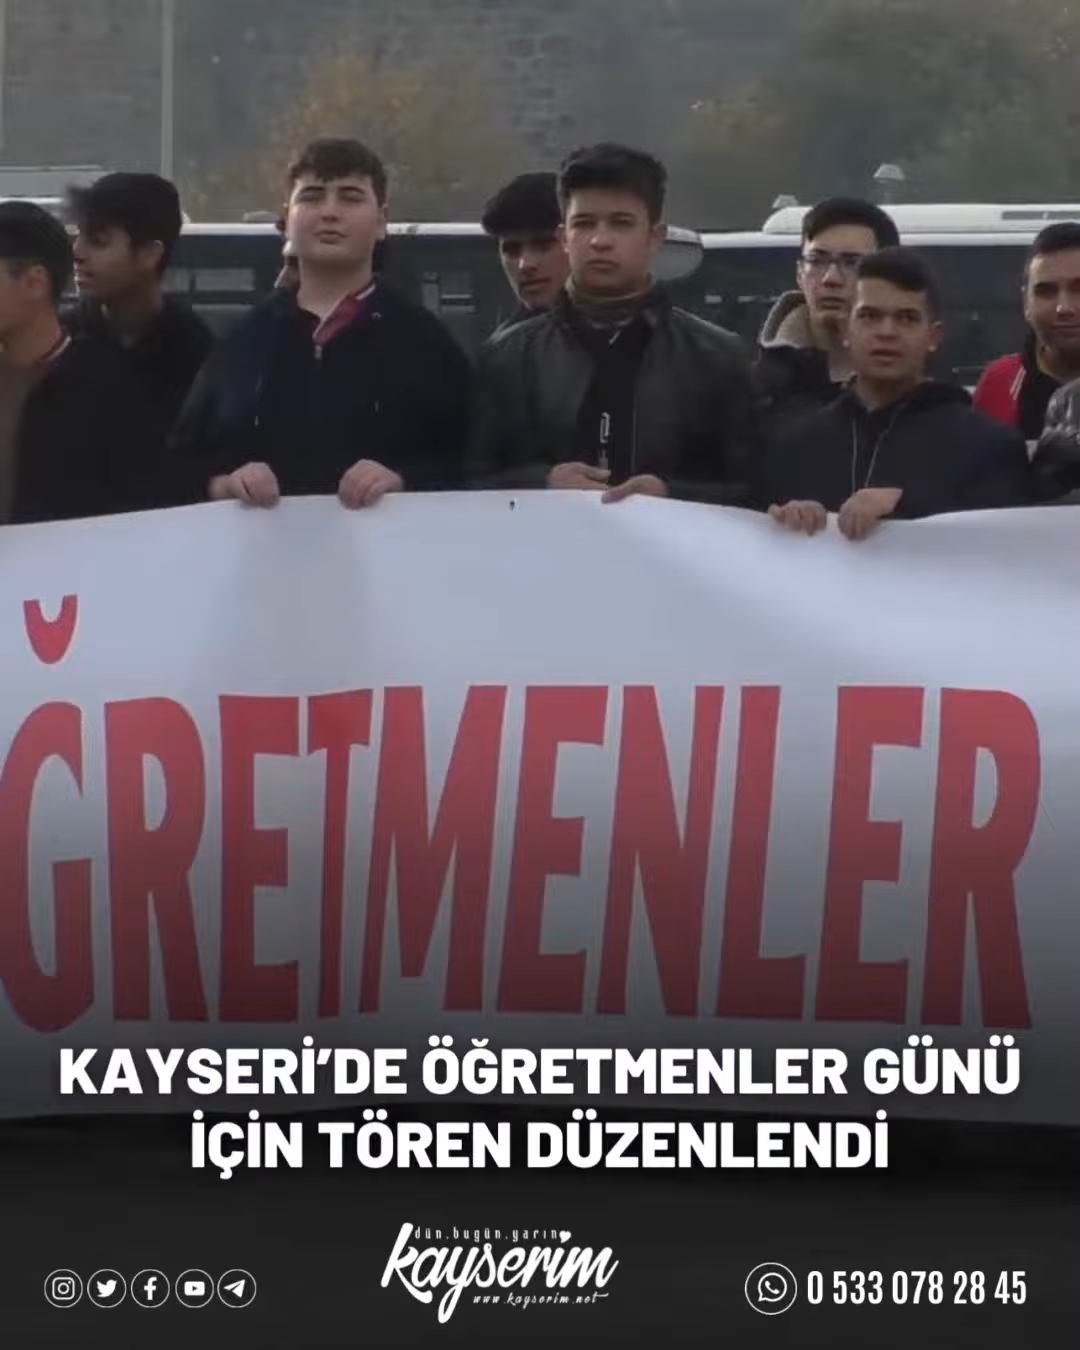 ĞRETMENLER
KAYSERİ'DE ÖĞRETMENLER GÜNÜ
İÇİN TÖREN DÜZENLENDİ
dün.bugün.yarın
kayserim
www.kayserim.net
0 533 078 28 45